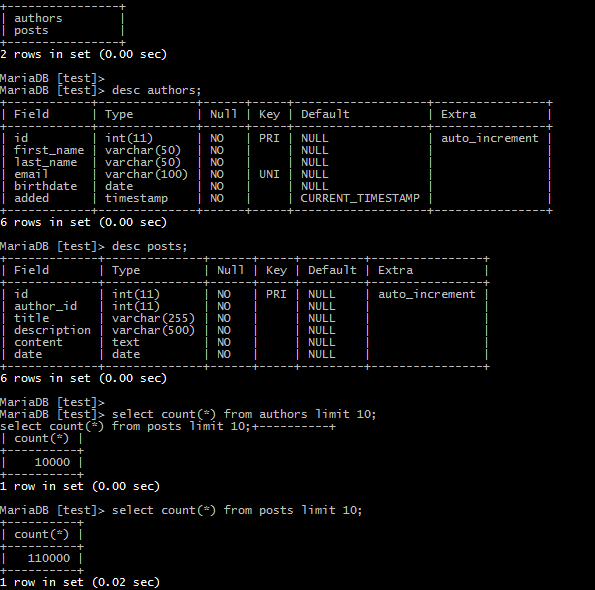 +----------------+
| authors        |
| posts          |
+----------------+
2 rows in set (0.00 sec)

MariaDB [test]>
MariaDB [test]> desc authors;
+------------+--------------+------+-----+-------------------+----------------+
| Field      | Type         | Null | Key | Default           | Extra          |
+------------+--------------+------+-----+-------------------+----------------+
| id         | int(11)      | NO   | PRI | NULL              | auto_increment |
| first_name | varchar(50)  | NO   |     | NULL              |                |
| last_name  | varchar(50)  | NO   |     | NULL              |                |
| email      | varchar(100) | NO   | UNI | NULL              |                |
| birthdate  | date         | NO   |     | NULL              |                |
| added      | timestamp    | NO   |     | CURRENT_TIMESTAMP |                |
+------------+--------------+------+-----+-------------------+----------------+
6 rows in set (0.00 sec)

MariaDB [test]> desc posts;
+-------------+--------------+------+-----+---------+----------------+
| Field       | Type         | Null | Key | Default | Extra          |
+-------------+--------------+------+-----+---------+----------------+
| id          | int(11)      | NO   | PRI | NULL    | auto_increment |
| author_id   | int(11)      | NO   |     | NULL    |                |
| title       | varchar(255) | NO   |     | NULL    |                |
| description | varchar(500) | NO   |     | NULL    |                |
| content     | text         | NO   |     | NULL    |                |
| date        | date         | NO   |     | NULL    |                |
+-------------+--------------+------+-----+---------+----------------+
6 rows in set (0.00 sec)

MariaDB [test]>
MariaDB [test]> select count(*) from authors limit 10;
select count(*) from posts limit 10;+----------+
| count(*) |
+----------+
|    10000 |
+----------+
1 row in set (0.00 sec)

MariaDB [test]> select count(*) from posts limit 10;
+----------+
| count(*) |
+----------+
|   110000 |
+----------+
1 row in set (0.02 sec)